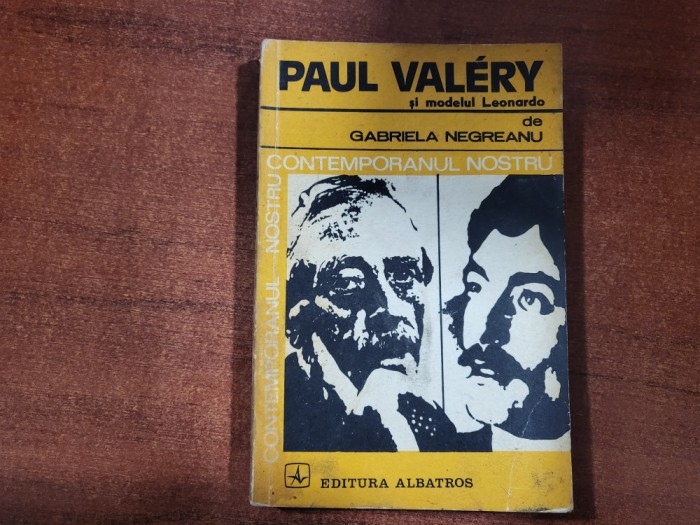 PAUL VALÉRY
și modelul Leonardo
de
GABRIELA NEGREANU
CONTEMPORANUL NOSTRU
CONTEMPORANUL—NOSTRU
EDITURA ALBATROS